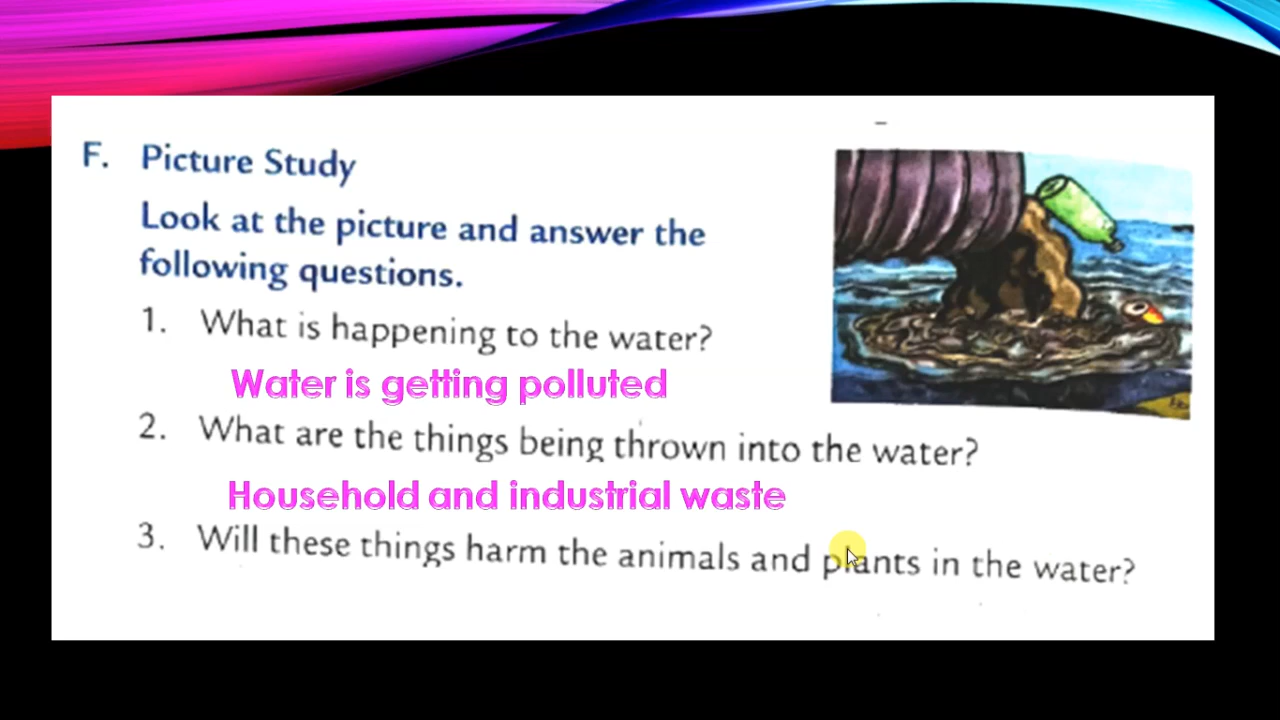 F. Picture Study
Look at the picture and answer the
following questions.
1. What is happening to the water?
Water is getting polluted
2. What are the things being thrown into the water?
Household and industrial waste
3. Will these things harm the animals and plants in the water?